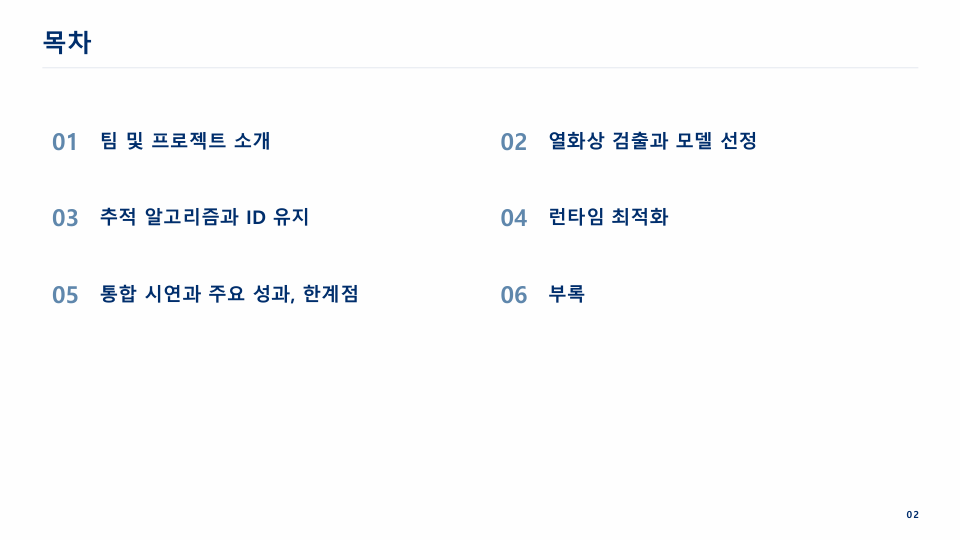 목차
01 팀 및 프로젝트 소개
02 열화상 검출과 모델 선정
03 추적 알고리즘과 ID 유지
04 런타임 최적화
05 통합 시연과 주요 성과, 한계점
06 부록
02